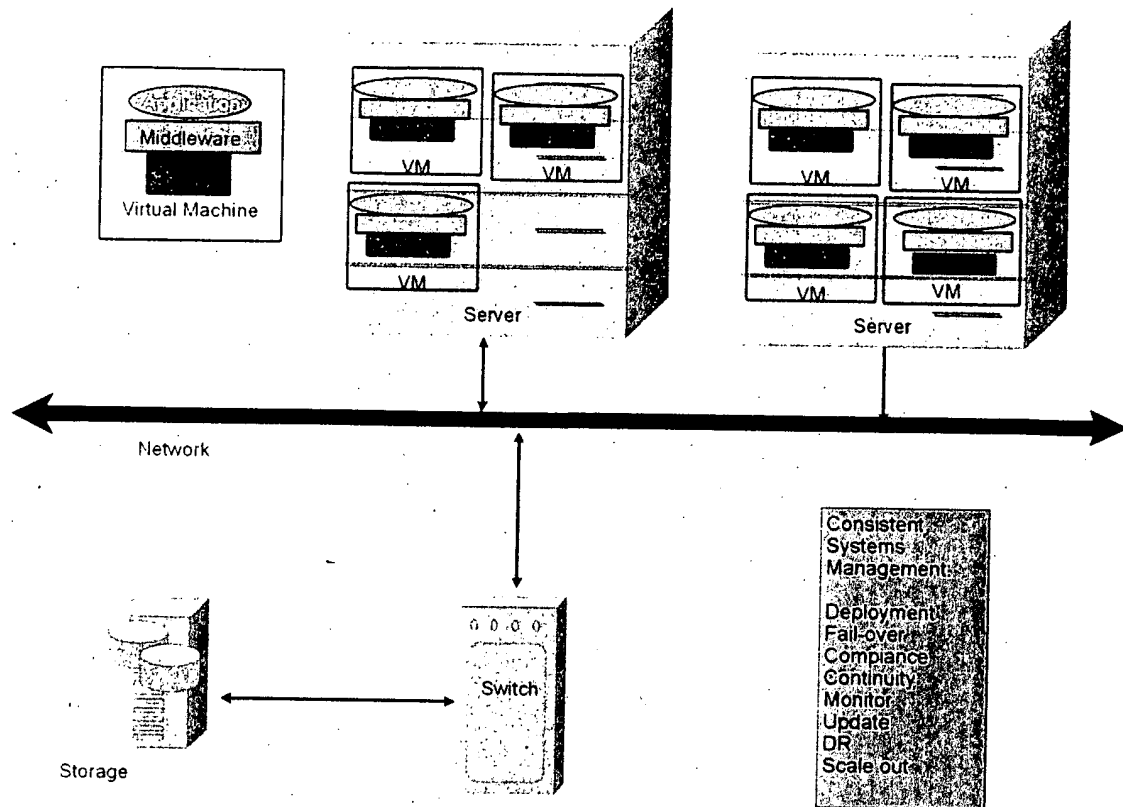 Application
Middleware
Virtual Machine
VM
VM
VM
Server
VM
VM
VM
VM
Server
Network
Consistent
Systems
Management:
Deployment
Fail-over
Compliance
Continuity
Monitor
Update
DR
Scale out
Switch
Storage